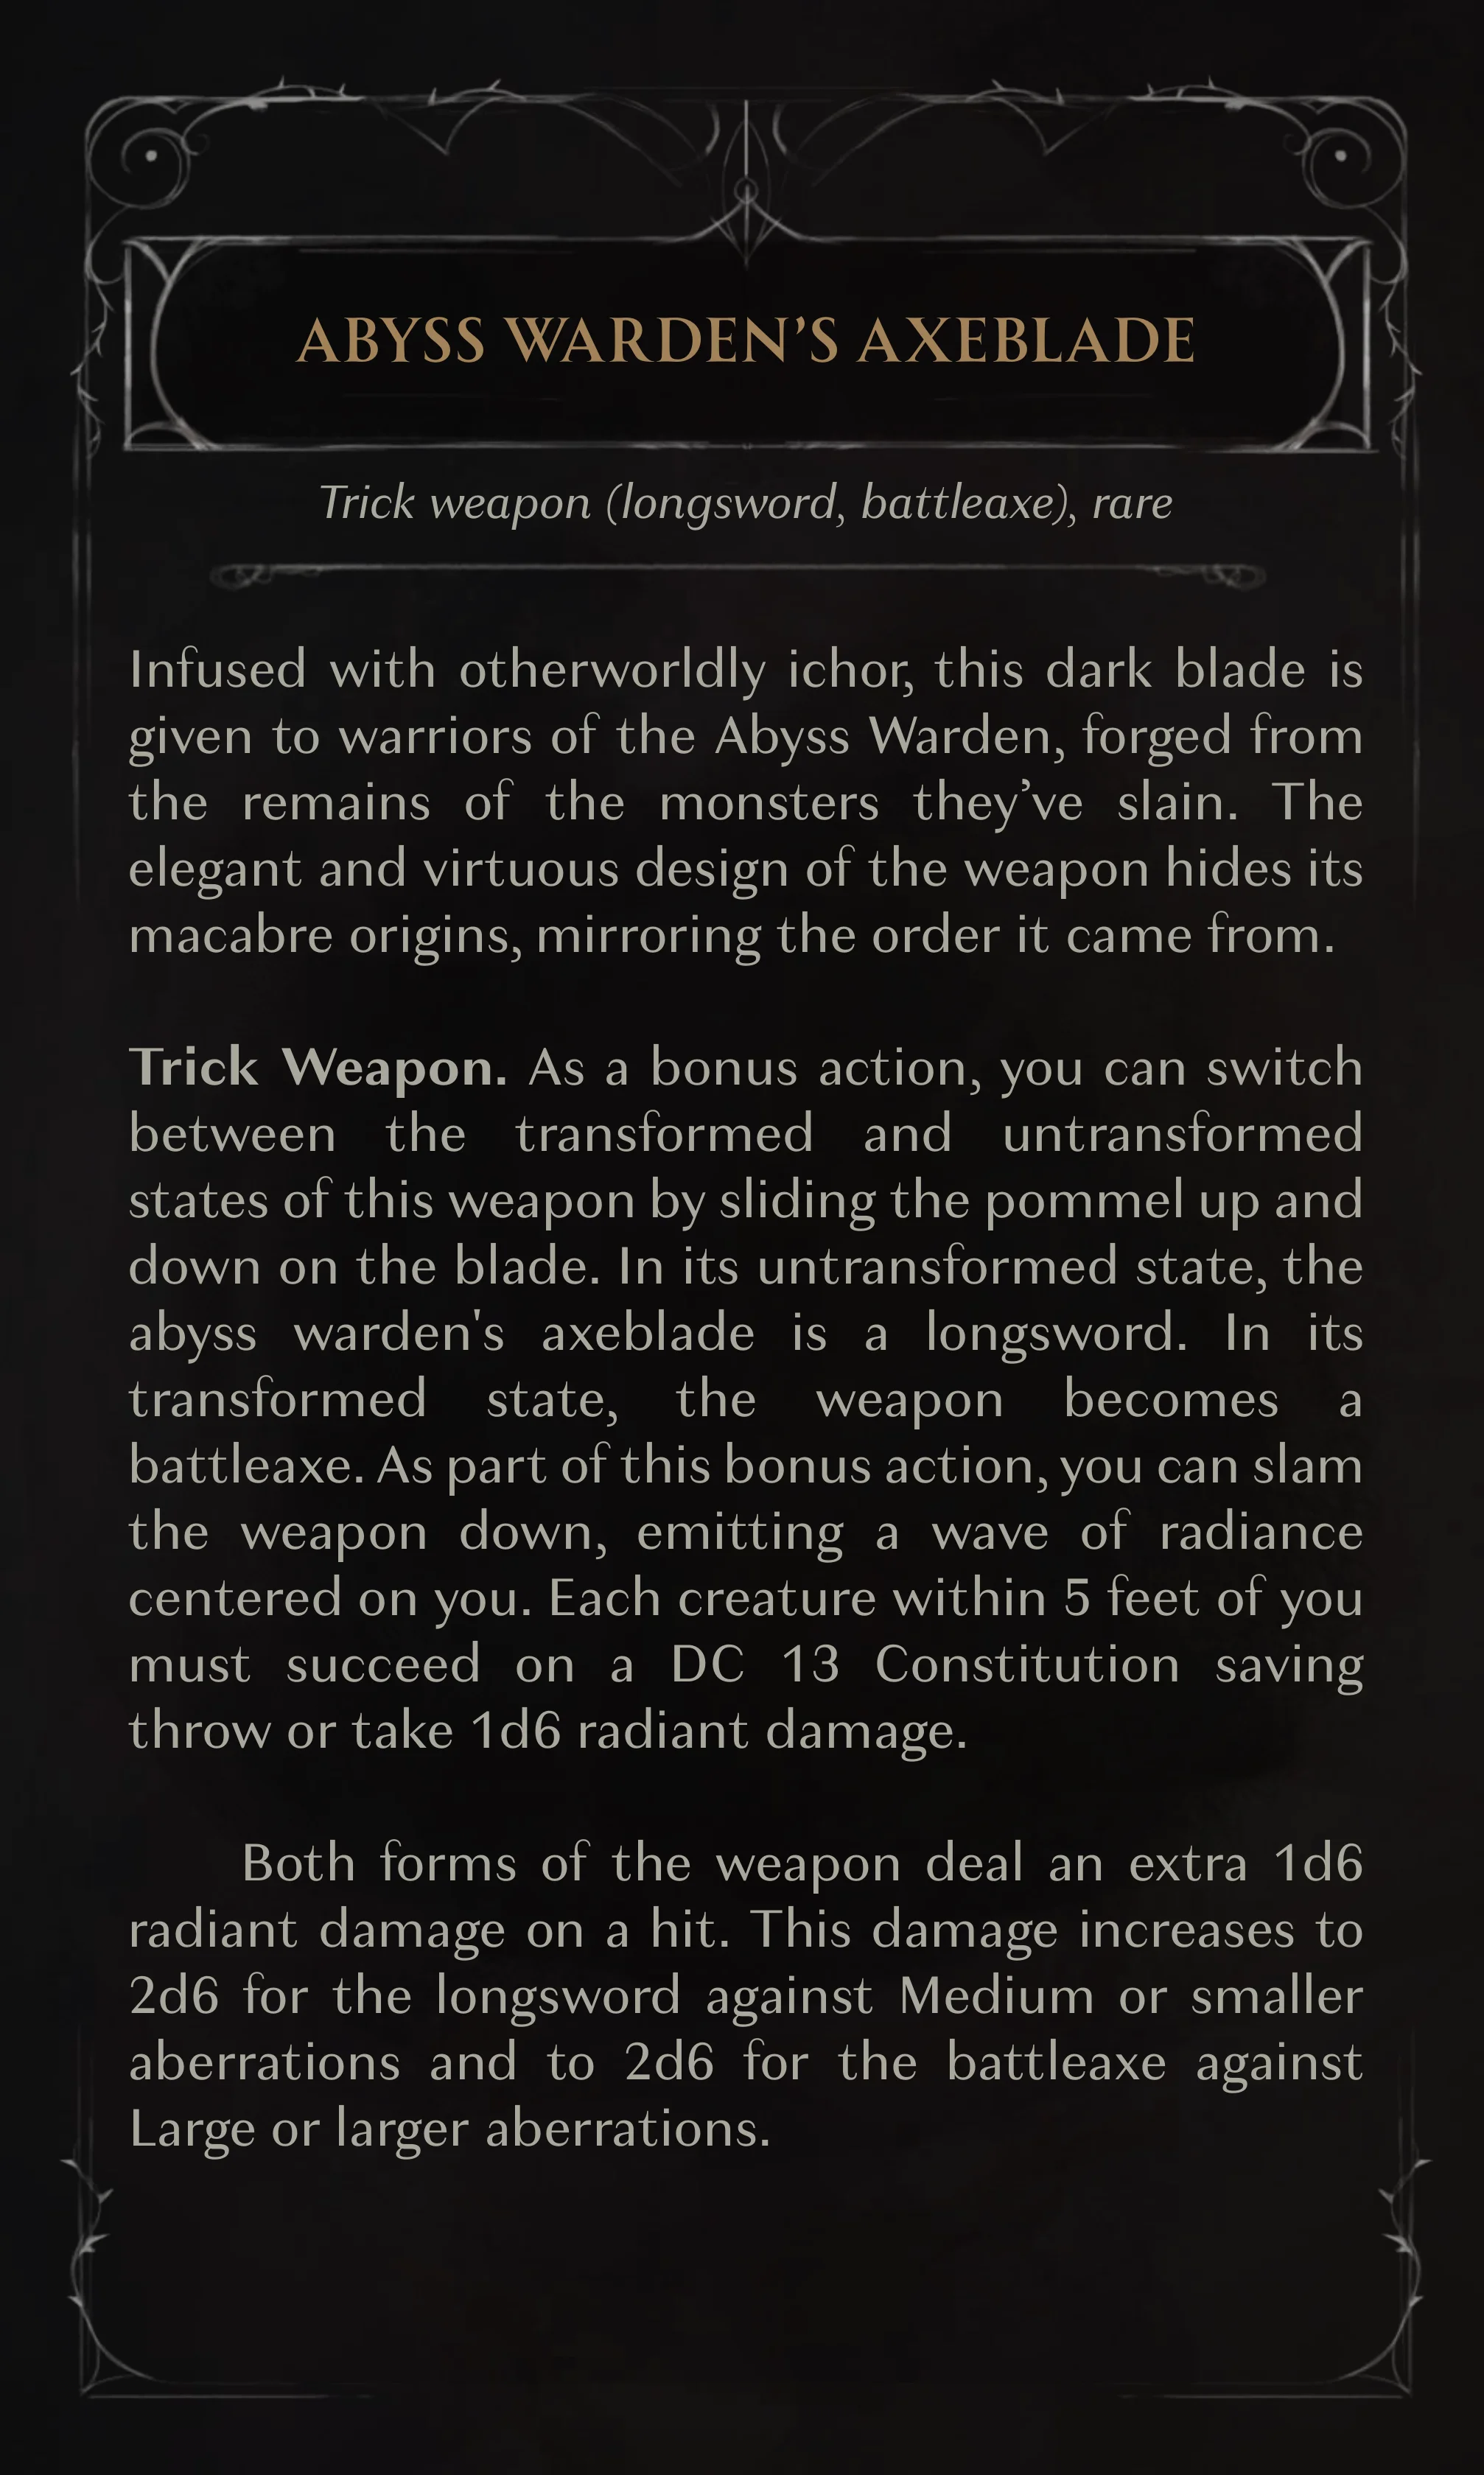 ABYSS WARDEN’S AXEBLADE
Trick weapon (longsword, battleaxe), rare
Infused with otherworldly ichor, this dark blade is
given to warriors of the Abyss Warden, forged from
the remains of the monsters they’ve slain. The
elegant and virtuous design of the weapon hides its
macabre origins, mirroring the order it came from.
Trick Weapon. As a bonus action, you can switch
between the transformed and untransformed
states of this weapon by sliding the pommel up and
down on the blade. In its untransformed state, the
abyss warden's axeblade is a longsword. In its
transformed state, the weapon becomes a
battleaxe. As part of this bonus action, you can slam
the weapon down, emitting a wave of radiance
centered on you. Each creature within 5 feet of you
must succeed on a DC 13 Constitution saving
throw or take 1d6 radiant damage.
Both forms of the weapon deal an extra 1d6
radiant damage on a hit. This damage increases to
2d6 for the longsword against Medium or smaller
aberrations and to 2d6 for the battleaxe against
Large or larger aberrations.